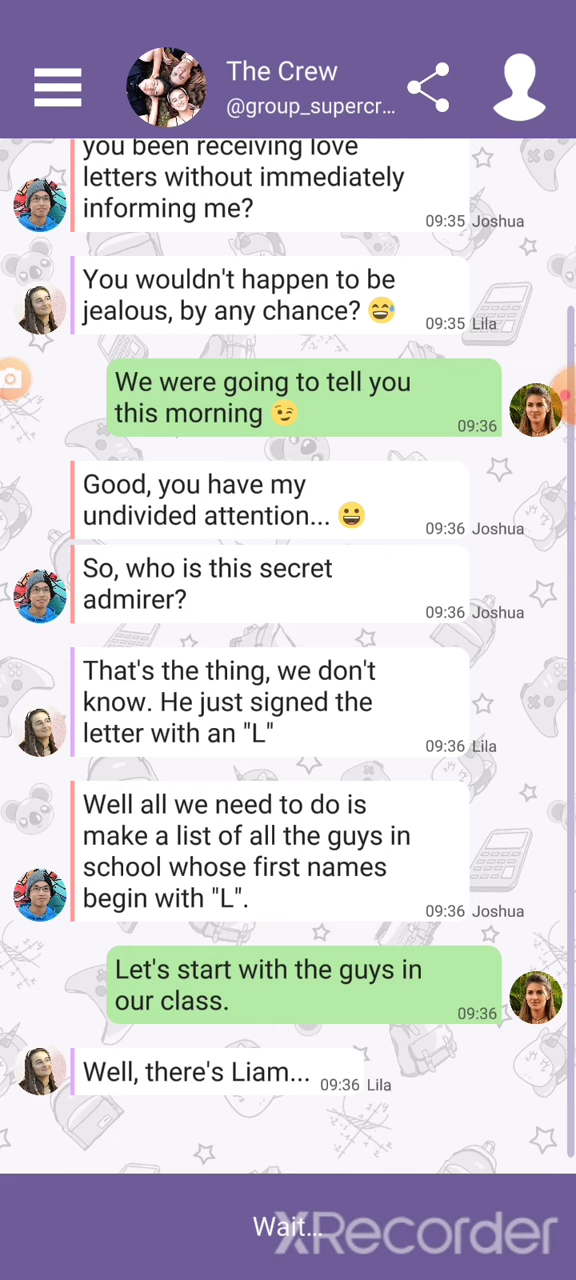 The Crew
@group_supercr...
you been receiving love
letters without immediately
informing me?
09:35 Joshua
You wouldn't happen to be
jealous, by any chance? 😅
09:35 Lila
We were going to tell you
this morning 😉
09:36
Good, you have my
undivided attention... 😀
09:36 Joshua
So, who is this secret
admirer?
09:36 Joshua
That's the thing, we don't
know. He just signed the
letter with an "L"
09:36 Lila
Well all we need to do is
make a list of all the guys in
school whose first names
begin with "L".
09:36 Joshua
Let's start with the guys in
our class.
09:36
Well, there's Liam...
09:36 Lila
Wait...
XRecorder